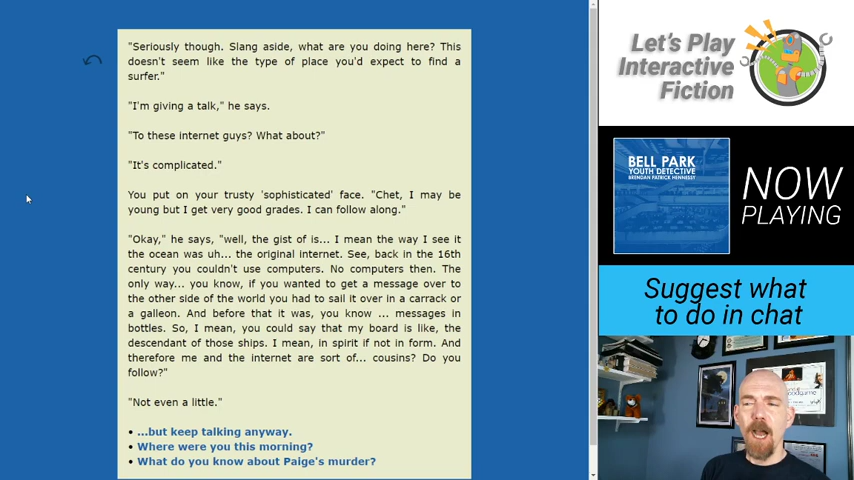 "Seriously though. Slang aside, what are you doing here? This
doesn't seem like the type of place you'd expect to find a
surfer."
"I'm giving a talk," he says.
"To these internet guys? What about?"
"It's complicated."
You put on your trusty 'sophisticated' face. "Chet, I may be
young but I get very good grades. I can follow along."
"Okay," he says, "well, the gist of is... I mean the way I see it
the ocean was uh... the original internet. See, back in the 16th
century you couldn't use computers. No computers then. The
only way... you know, if you wanted to get a message over to
the other side of the world you had to sail it over in a carrack or
a galleon. And before that it was, you know ... messages in
bottles. So, I mean, you could say that my board is like, the
descendant of those ships. I mean, in spirit if not in form. And
therefore me and the internet are sort of... cousins? Do you
follow?"
"Not even a little."
• ...but keep talking anyway.
• Where were you this morning?
• What do you know about Paige's murder?
Let's Play
Interactive
Fiction
BELL PARK
YOUTH DETECTIVE
BRENDAN PATRICK HENNESSY
NOW
PLAYING
Suggest what
to do in chat